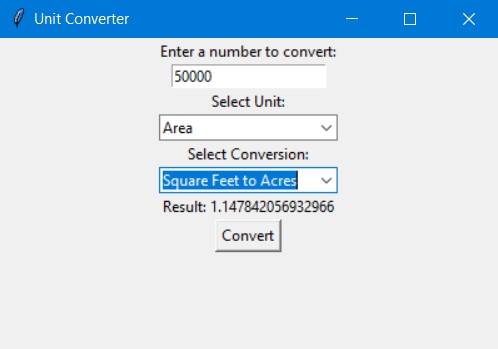 Unit Converter
Enter a number to convert:
50000
Select Unit:
Area
Select Conversion:
Square Feet to Acres
Result: 1.147842056932966
Convert